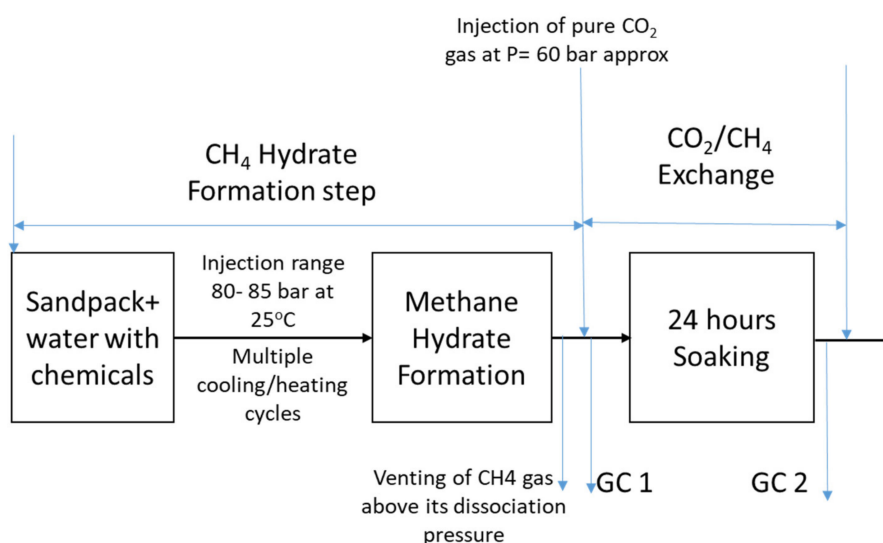 Injection of pure CO₂
gas at P= 60 bar approx
CH₄ Hydrate
Formation step
CO₂/CH₄
Exchange
Sandpack+
water with
chemicals
Injection range
80- 85 bar at
25°C
Multiple
cooling/heating
cycles
Methane
Hydrate
Formation
24 hours
Soaking
Venting of CH4 gas
above its dissociation
pressure
GC 1
GC 2